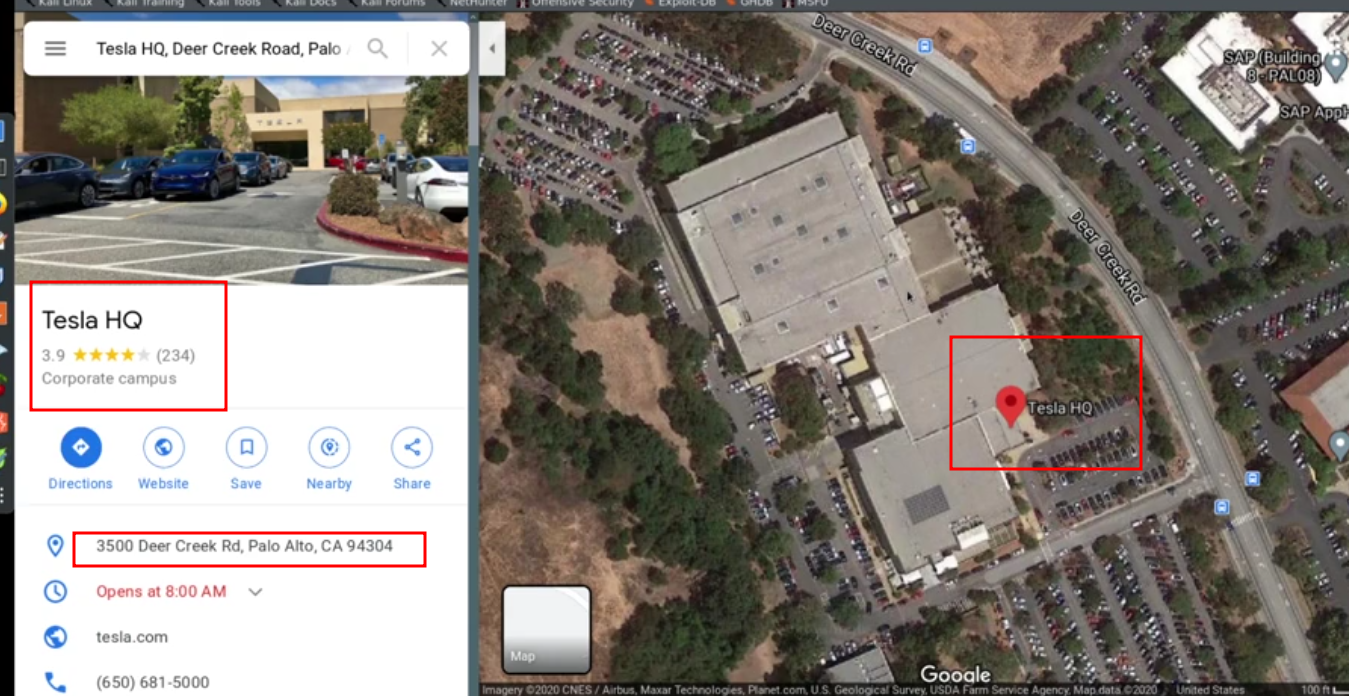 Kali Linux Kali Training Kali Tools Kali Docs Kali Forums NetHunter Offensive Security Exploit-DB GHDB MSFU
Tesla HQ, Deer Creek Road, Palo
TESLA
Tesla HQ
3.9 (234)
Corporate campus
Directions Website Save Nearby Share
3500 Deer Creek Rd, Palo Alto, CA 94304
Opens at 8:00 AM
tesla.com
(650) 681-5000
Deer Creek Rd
SAP (Building
8 - PAL08)
SAP AppH
Deer Creek Rd
Tesla HQ
Map
Google
Imagery ©2020 CNES / Airbus, Maxar Technologies, Planet.com, U.S. Geological Survey, USDA Farm Service Agency, Map data ©2020 United States 100 ft